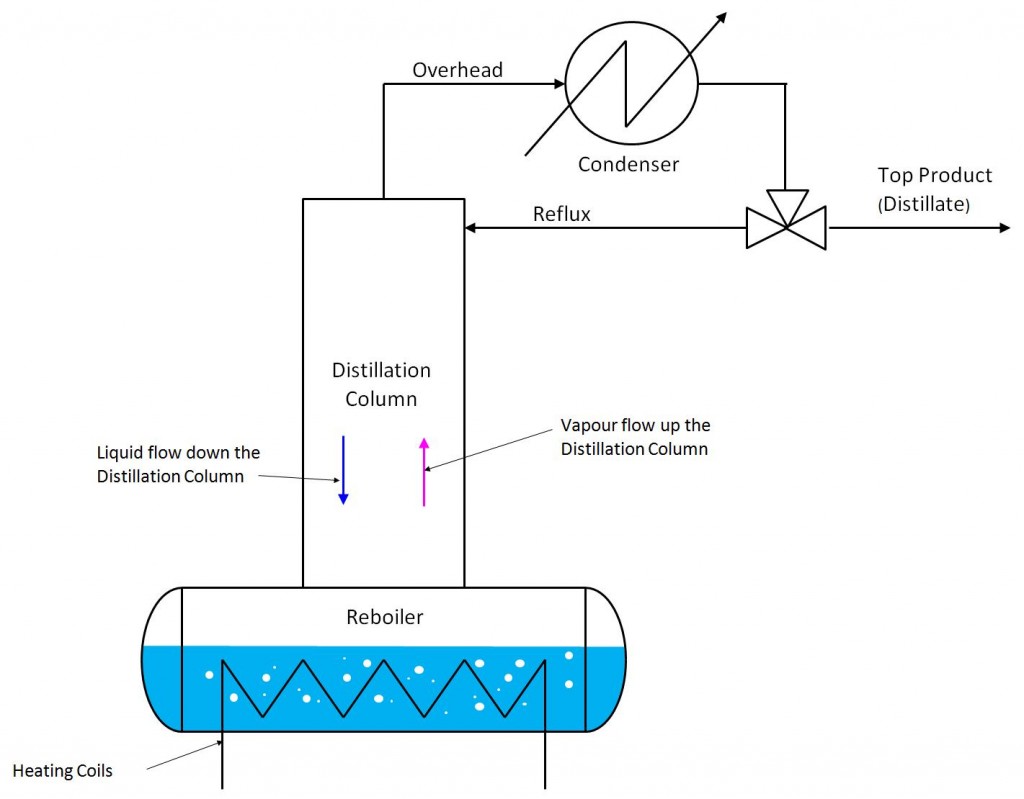 Overhead
Condenser
Top Product
(Distillate)
Reflux
Distillation
Column
Vapour flow up the
Distillation Column
Liquid flow down the
Distillation Column
Reboiler
Heating Coils